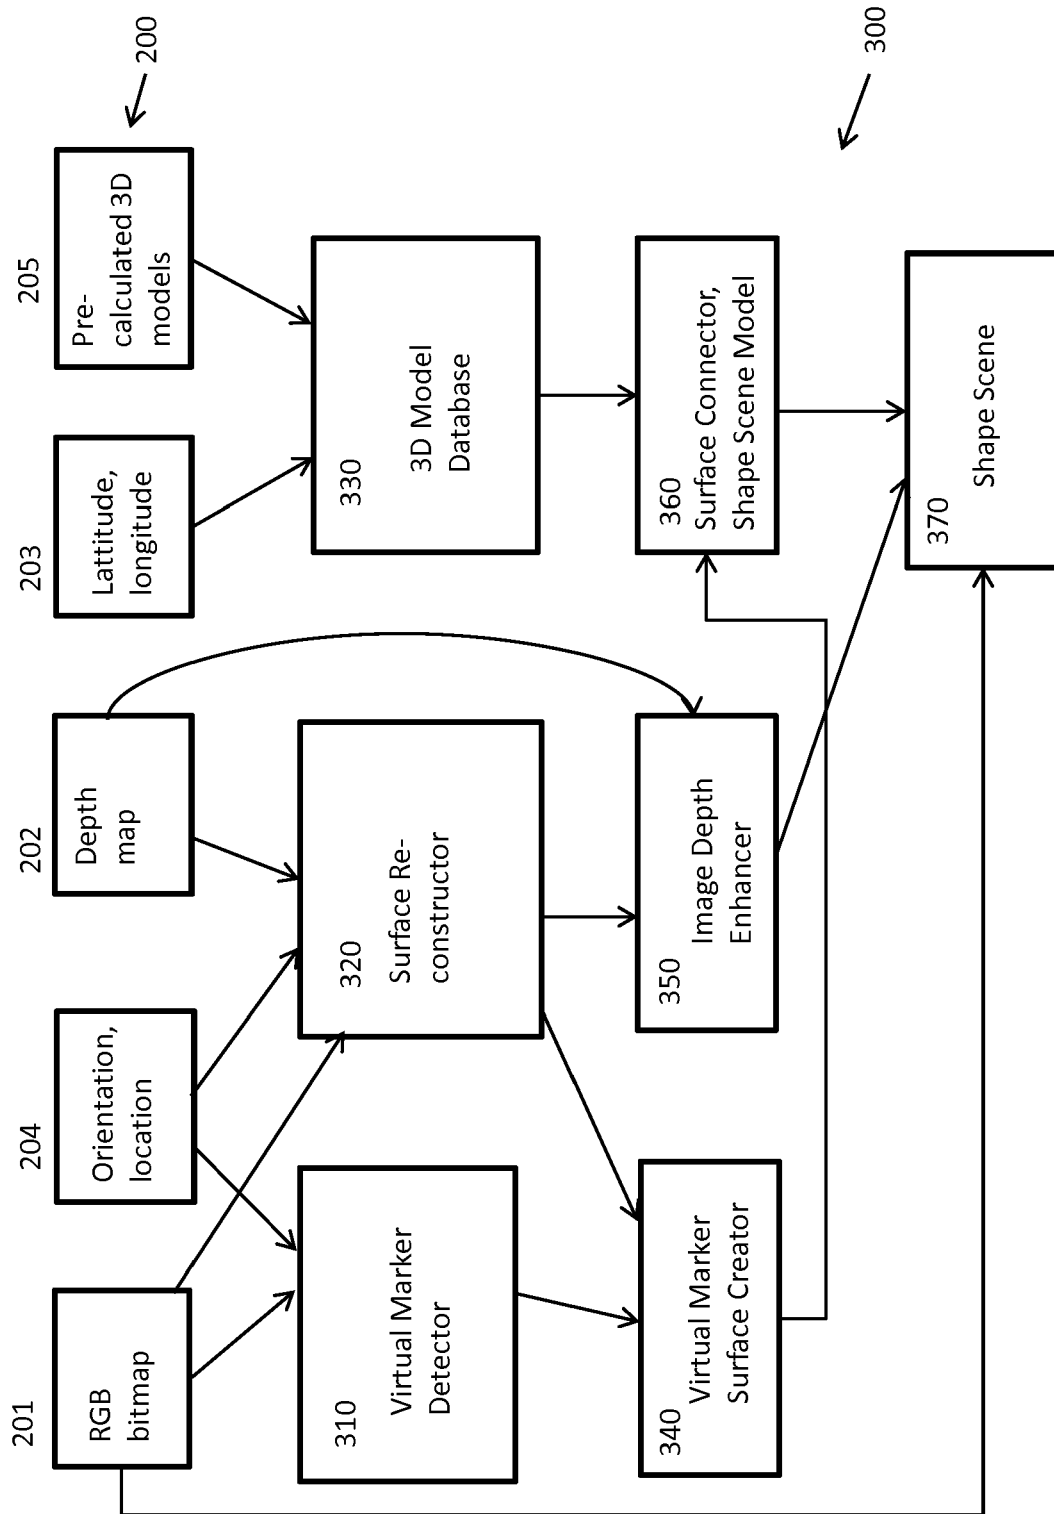 201
RGB
bitmap
204
Orientation,
location
202
Depth
map
203
Lattitude,
longitude
205
Pre-
calculated 3D
models
200
310
Virtual Marker
Detector
320
Surface Re-
constructor
330
3D Model
Database
340
Virtual Marker
Surface Creator
350
Image Depth
Enhancer
360
Surface Connector,
Shape Scene Model
300
370
Shape Scene